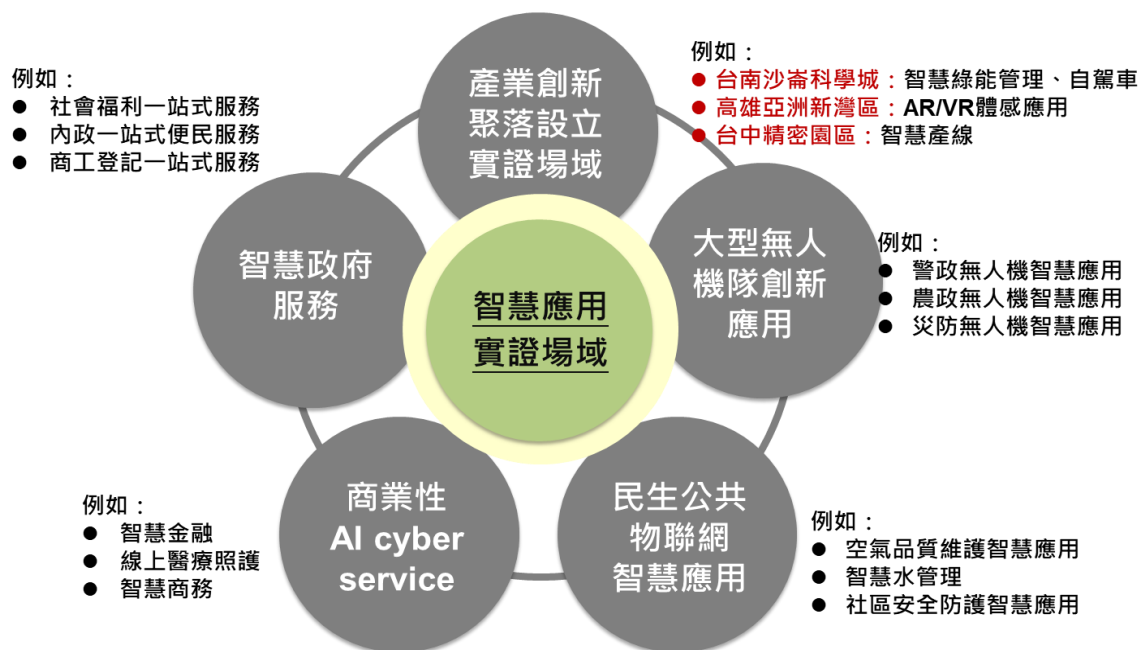 例如：
● 社會福利一站式服務
● 內政一站式便民服務
● 商工登記一站式服務
產業創新
聚落設立
實證場域
例如：
● 台南沙崙科學城：智慧綠能管理、自駕車
● 高雄亞洲新灣區：AR/VR體感應用
● 台中精密園區：智慧產線
智慧政府
服務
智慧應用
實證場域
大型無人
機隊創新
應用
例如：
● 警政無人機智慧應用
● 農政無人機智慧應用
● 災防無人機智慧應用
例如：
● 智慧金融
● 線上醫療照護
● 智慧商務
商業性
AI cyber
service
民生公共
物聯網
智慧應用
例如：
● 空氣品質維護智慧應用
● 智慧水管理
● 社區安全防護智慧應用